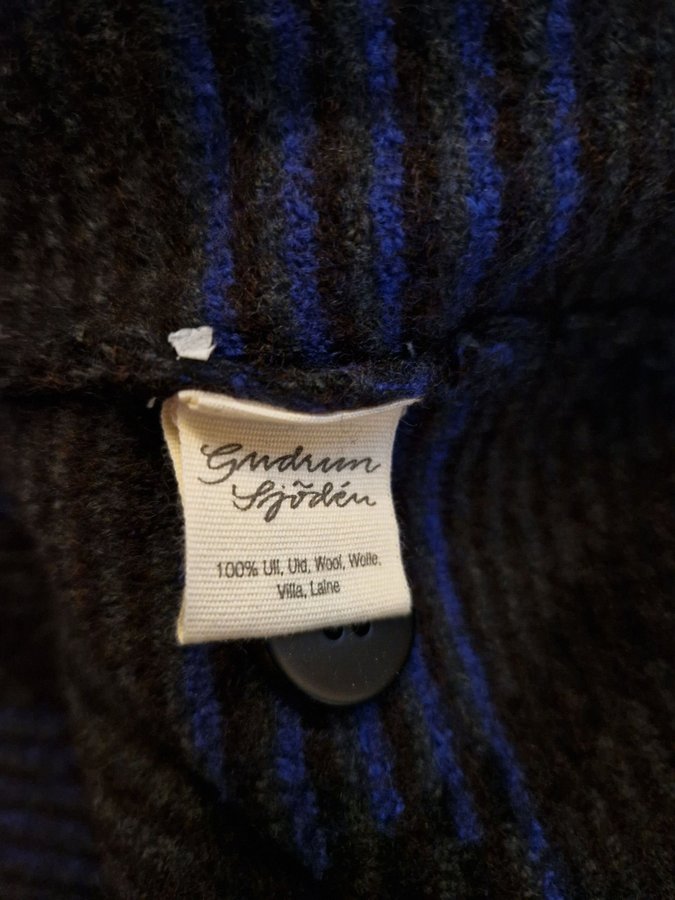 Gudrun
Sjödén
100% Ull, Uld, Wool, Wolle,
Villa, Laine